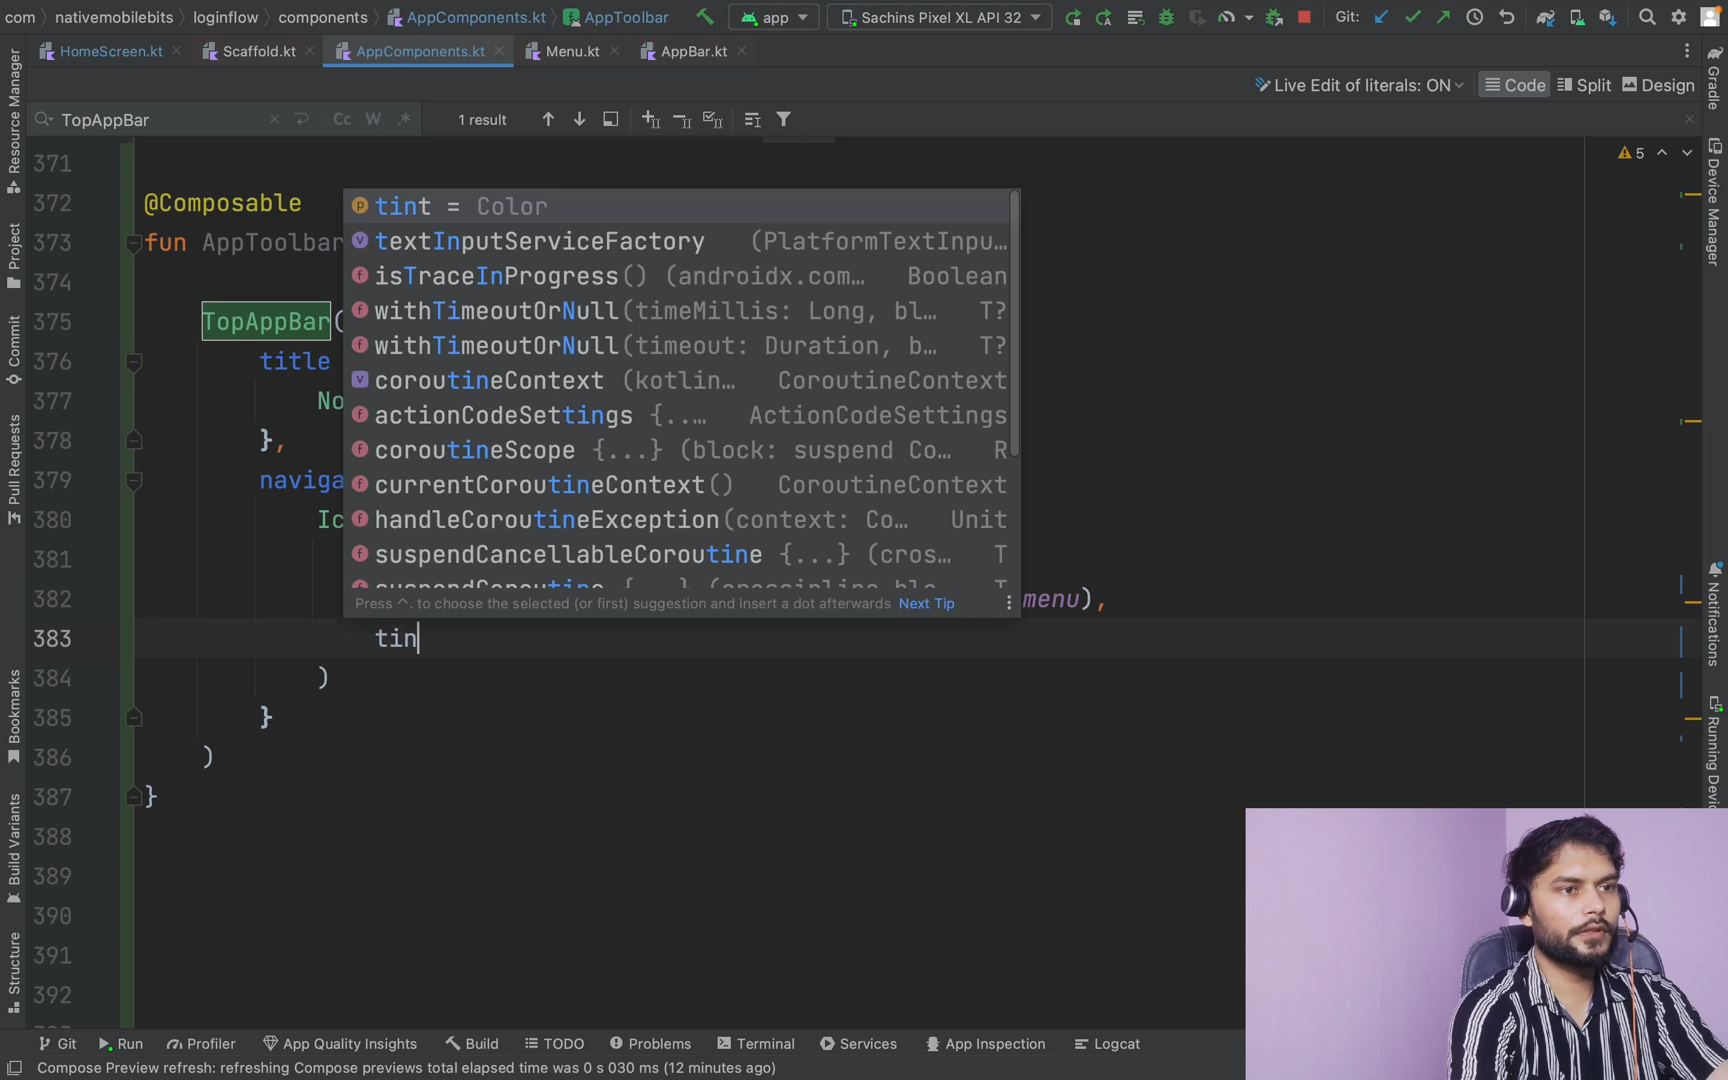 com > nativemobilebits > loginflow > components > AppComponents.kt > AppToolbar
app
Sachins Pixel XL API 32
Git:
HomeScreen.kt
Scaffold.kt
AppComponents.kt
Menu.kt
AppBar.kt
Live Edit of literals: ON
Code
Split
Design
TopAppBar
Cc W .*
1 result
5
371
372 @Composable
373 fun AppToolbar
374
375 TopAppBar(
376 title
377 No
378 },
379 naviga
380 Ic
381
382 menu),
383 tin
384 )
385 }
386 )
387 }
388
389
390
391
392
tint = Color
textInputServiceFactory (PlatformTextInpu…
isTraceInProgress() (androidx.com… Boolean
withTimeoutOrNull(timeMillis: Long, bl… T?
withTimeoutOrNull(timeout: Duration, b… T?
coroutineContext (kotlin… CoroutineContext
actionCodeSettings {..… ActionCodeSettings
coroutineScope {...} (block: suspend Co… R
currentCoroutineContext() CoroutineContext
handleCoroutineException(context: Co… Unit
suspendCancellableCoroutine {...} (cros… T
Press ^. to choose the selected (or first) suggestion and insert a dot afterwards Next Tip
Resource Manager
Project
Commit
Pull Requests
Bookmarks
Build Variants
Structure
Gradle
Device Manager
Notifications
Git
Run
Profiler
App Quality Insights
Build
TODO
Problems
Terminal
Services
App Inspection
Logcat
Compose Preview refresh: refreshing Compose previews total elapsed time was 0 s 030 ms (12 minutes ago)